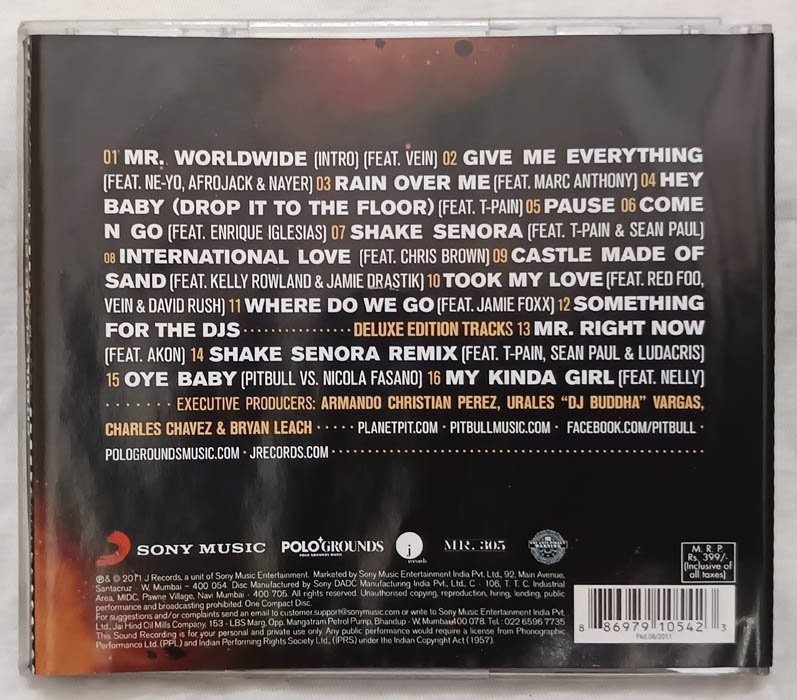 01 MR. WORLDWIDE (INTRO) (FEAT. VEIN) 02 GIVE ME EVERYTHING
(FEAT. NE-YO, AFROJACK & NAYER) 03 RAIN OVER ME (FEAT. MARC ANTHONY) 04 HEY
BABY (DROP IT TO THE FLOOR) (FEAT. T-PAIN) 05 PAUSE 06 COME
N GO (FEAT. ENRIQUE IGLESIAS) 07 SHAKE SENORA (FEAT. T-PAIN & SEAN PAUL)
08 INTERNATIONAL LOVE (FEAT. CHRIS BROWN) 09 CASTLE MADE OF
SAND (FEAT. KELLY ROWLAND & JAMIE DRASTIK) 10 TOOK MY LOVE (FEAT. RED FOO,
VEIN & DAVID RUSH) 11 WHERE DO WE GO (FEAT. JAMIE FOXX) 12 SOMETHING
FOR THE DJS ·············· DELUXE EDITION TRACKS 13 MR. RIGHT NOW
(FEAT. AKON) 14 SHAKE SENORA REMIX (FEAT. T-PAIN, SEAN PAUL & LUDACRIS)
15 OYE BABY (PITBULL VS. NICOLA FASANO) 16 MY KINDA GIRL (FEAT. NELLY)
······· EXECUTIVE PRODUCERS: ARMANDO CHRISTIAN PEREZ, URALES "DJ BUDDHA" VARGAS,
CHARLES CHAVEZ & BRYAN LEACH ····· PLANETPIT.COM · PITBULLMUSIC.COM · FACEBOOK.COM/PITBULL ·
POLOGROUNDSMUSIC.COM · JRECORDS.COM ··········
SONY MUSIC
POLO GROUNDS
POLO GROUNDS MUSIC
j
records
MR. 305
M. R. P.
Rs. 399/-
(Inclusive of
all taxes)
℗ & © 2011 J Records, a unit of Sony Music Entertainment. Marketed by Sony Music Entertainment India Pvt. Ltd., 92, Main Avenue,
Santacruz - W, Mumbai - 400 054. Disc Manufactured by Sony DADC Manufacturing India Pvt. Ltd., C - 106, T. T. C. Industrial
Area, MIDC, Pawne Village, Navi Mumbai - 400 705. All rights reserved. Unauthorised copying, reproduction, hiring, lending, public
performance and broadcasting prohibited. One Compact Disc.
For suggestions and/or complaints send an email to customer.support@sonymusic.com or write to Sony Music Entertainment India Pvt.
Ltd., Jai Hind Oil Mills Comp, 153 - LBS Marg, Opp. Mangatram Petrol Pump, Bhandup - W, Mumbai 400 078. Tel.: 022 6596 7735
This Sound Recording is for your personal and private use only. Any public performance would require a license from Phonographic
Performance Ltd. (PPL) and Indian Performing Rights Society Ltd., (IPRS) under the Indian Copyright Act (1957).
8 86979 10542 3
Pkd.06/2011